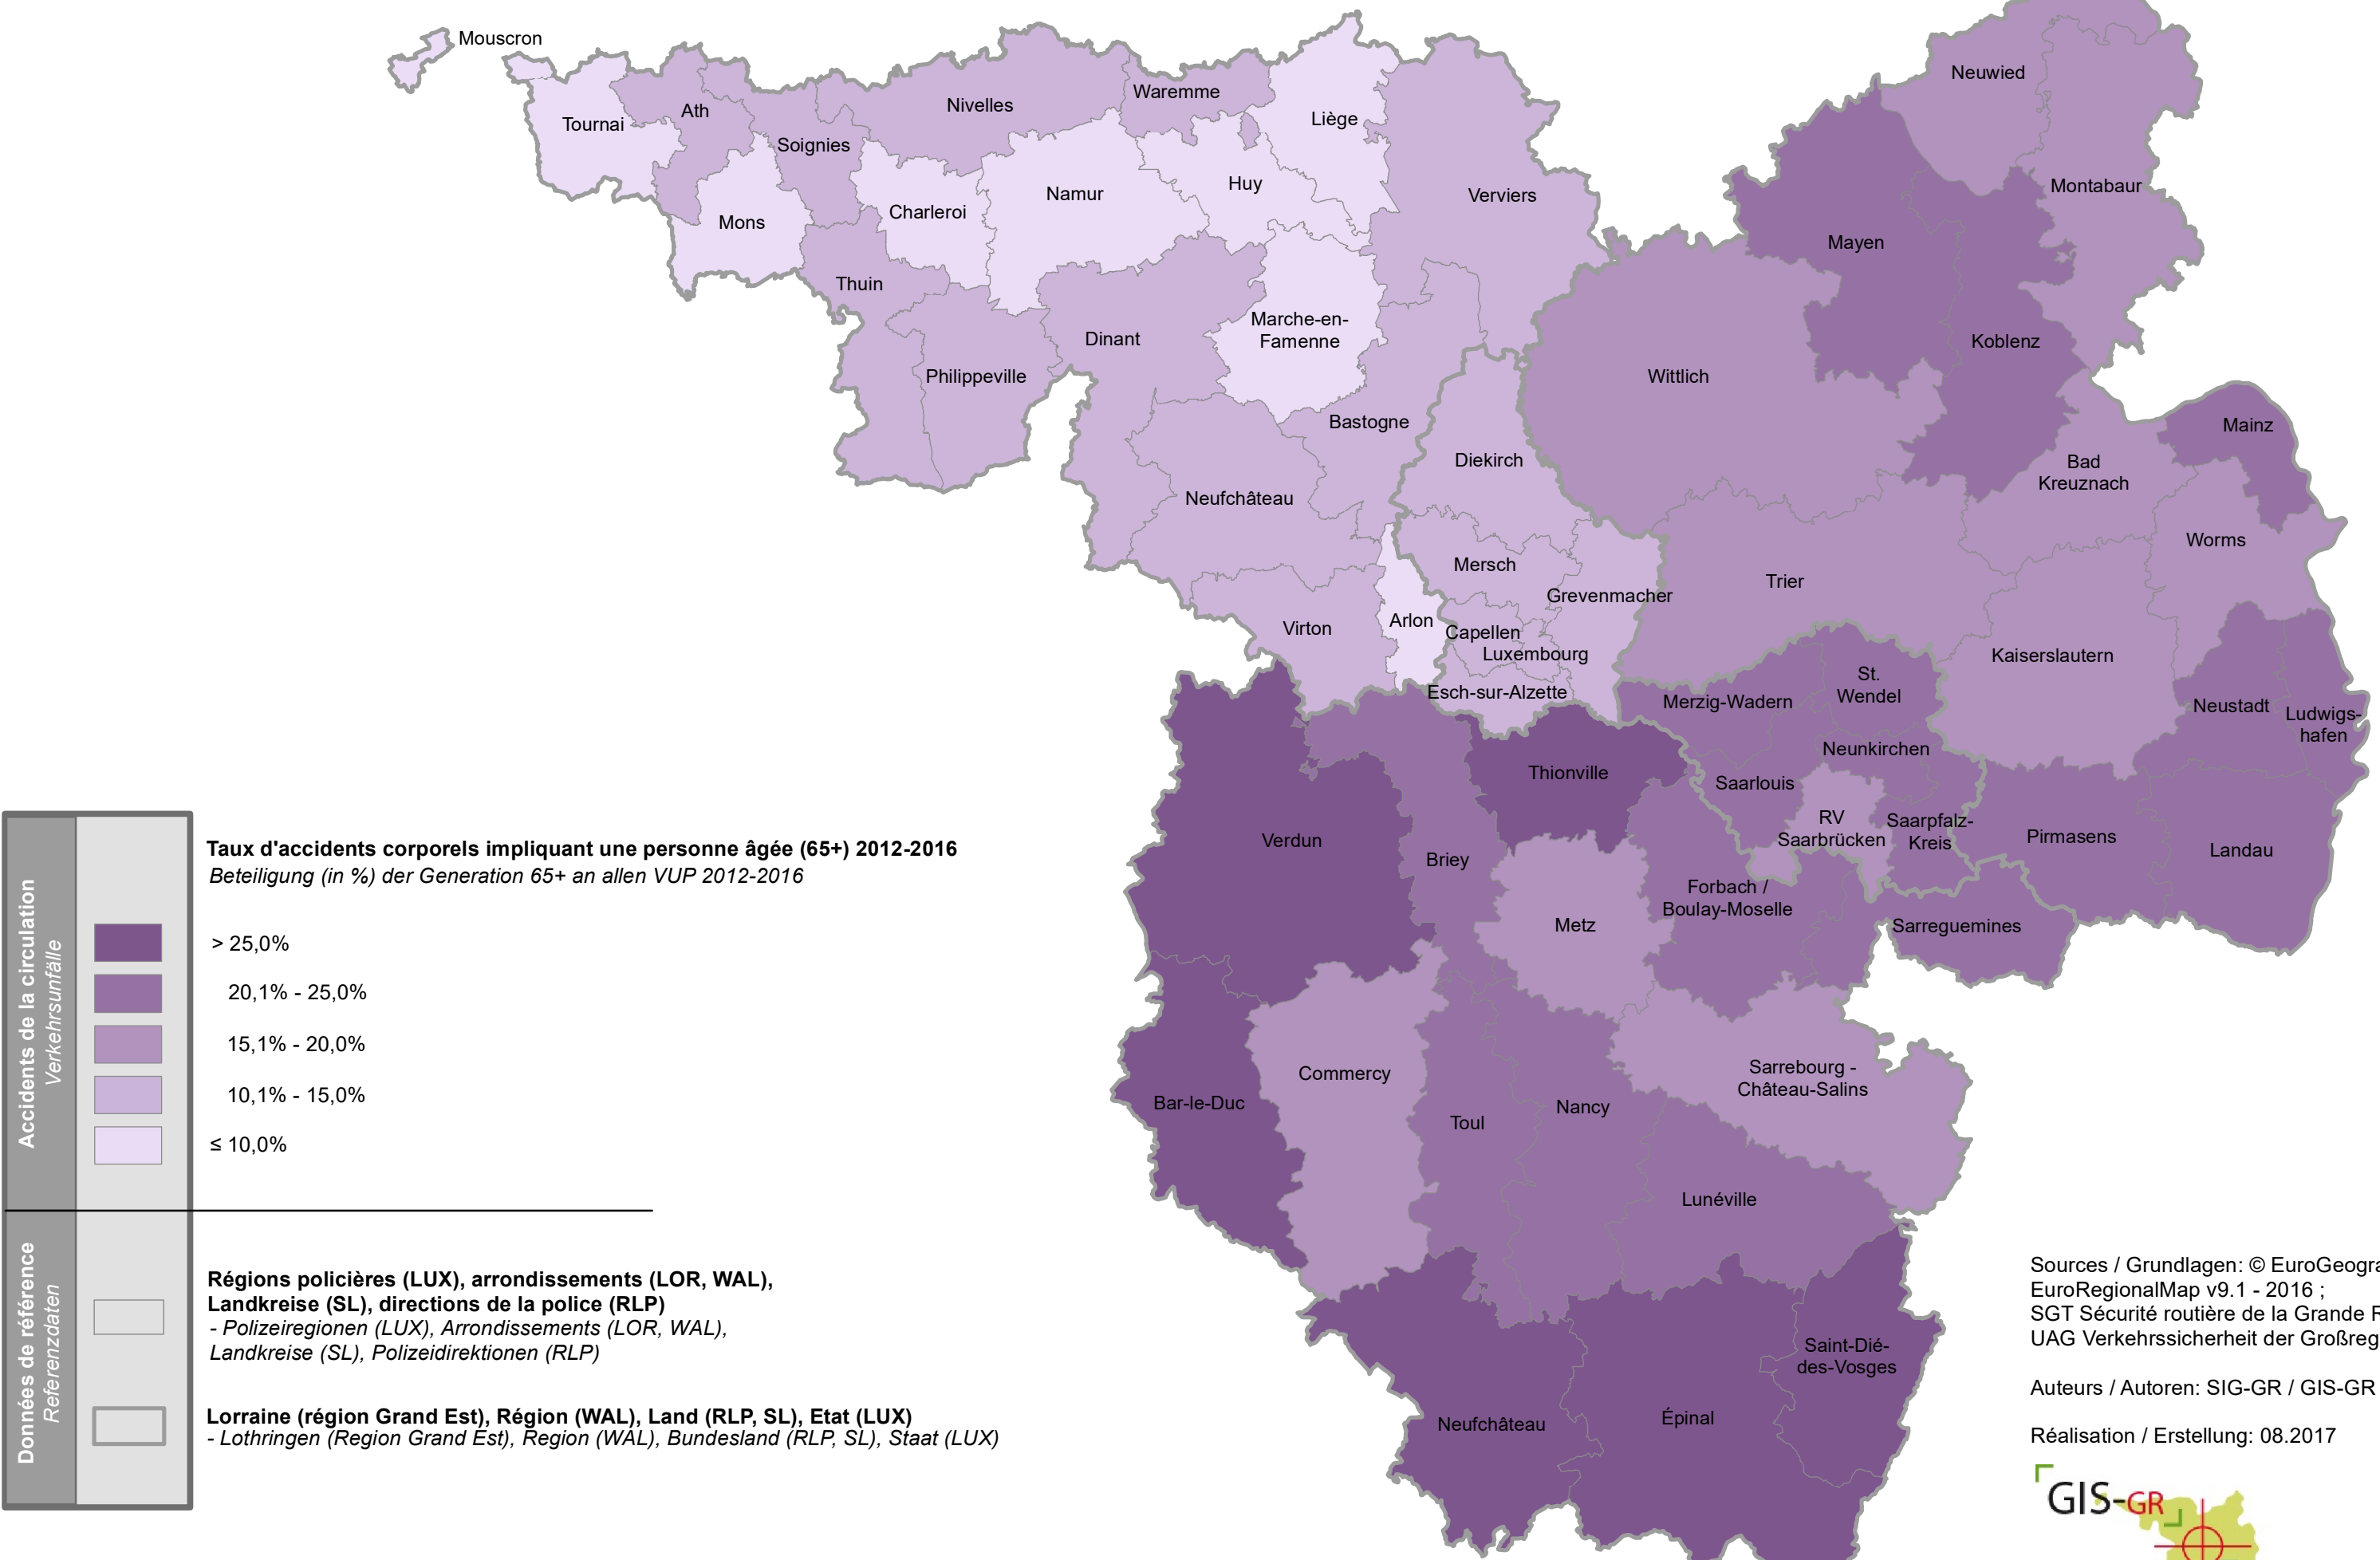 Mouscron
Neuwied
Waremme
Nivelles
Ath
Liège
Tournai
Soignies
Huy
Montabaur
Namur
Verviers
Charleroi
Mons
Mayen
Thuin
Marche-en-
Famenne
Dinant
Koblenz
Philippeville
Wittlich
Bastogne
Mainz
Diekirch
Bad
Kreuznach
Neufchâteau
Worms
Mersch
Trier
Grevenmacher
Arlon
Virton
Capellen
Luxembourg
Kaiserslautern
Esch-sur-Alzette
St.
Wendel
Merzig-Wadern
Neustadt
Ludwigs-
hafen
Neunkirchen
Thionville
Saarlouis
RV
Saarbrücken
Saarpfalz-
Kreis
Pirmasens
Verdun
Landau
Briey
Forbach /
Boulay-Moselle
Metz
Sarreguemines
Sarrebourg -
Château-Salins
Commercy
Bar-le-Duc
Nancy
Toul
Lunéville
Saint-Dié-
des-Vosges
Épinal
Neufchâteau
Accidents de la circulation
Verkehrsunfälle
Taux d'accidents corporels impliquant une personne âgée (65+) 2012-2016
Beteiligung (in %) der Generation 65+ an allen VUP 2012-2016
> 25,0%
20,1% - 25,0%
15,1% - 20,0%
10,1% - 15,0%
≤ 10,0%
Données de référence
Referenzdaten
Régions policières (LUX), arrondissements (LOR, WAL),
Landkreise (SL), directions de la police (RLP)
- Polizeiregionen (LUX), Arrondissements (LOR, WAL),
Landkreise (SL), Polizeidirektionen (RLP)
Lorraine (région Grand Est), Région (WAL), Land (RLP, SL), Etat (LUX)
- Lothringen (Region Grand Est), Region (WAL), Bundesland (RLP, SL), Staat (LUX)
Sources / Grundlagen: © EuroGeogra
EuroRegionalMap v9.1 - 2016 ;
SGT Sécurité routière de la Grande R
UAG Verkehrssicherheit der Großreg
Auteurs / Autoren: SIG-GR / GIS-GR
Réalisation / Erstellung: 08.2017
GIS-GR